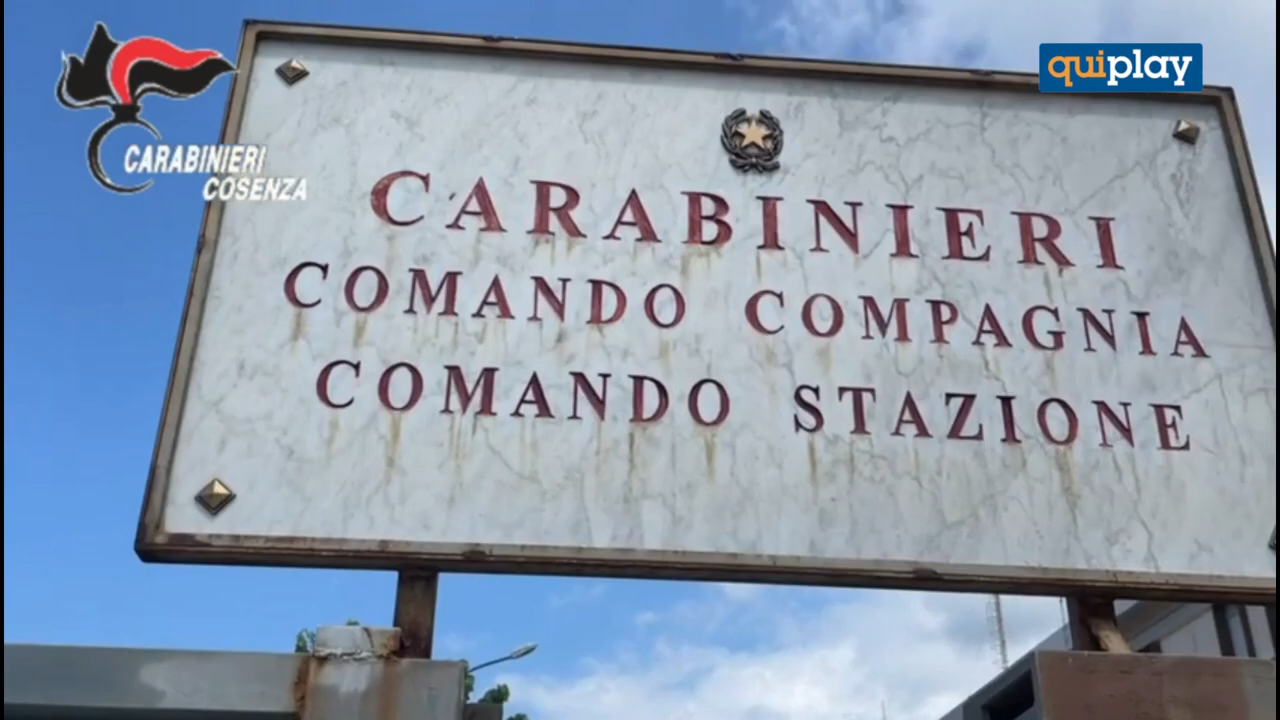 CARABINIERI
COSENZA
quiplay
CARABINIERI
COMANDO COMPAGNIA
COMANDO STAZIONE